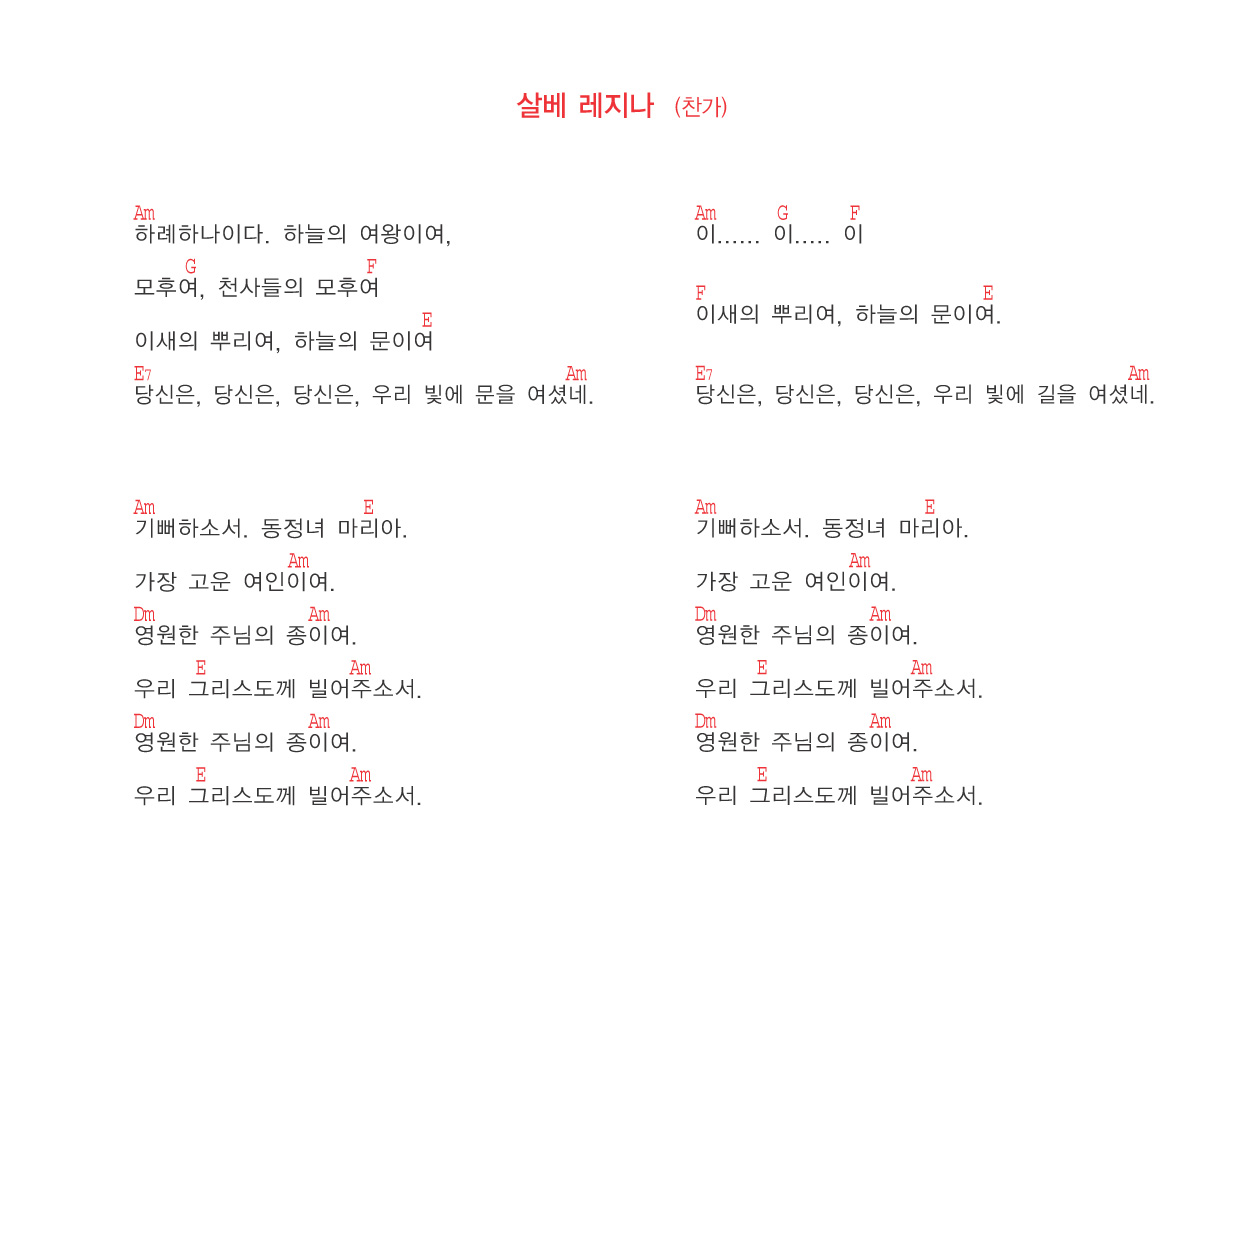 살베 레지나 (찬가)
Am
하례하나이다. 하늘의 여왕이여,
G F
모후여, 천사들의 모후여
E
이새의 뿌리여, 하늘의 문이여
E7 Am
당신은, 당신은, 당신은, 우리 빛에 문을 여셨네.
Am E
기뻐하소서. 동정녀 마리아.
Am
가장 고운 여인이여.
Dm Am
영원한 주님의 종이여.
E Am
우리 그리스도께 빌어주소서.
Dm Am
영원한 주님의 종이여.
E Am
우리 그리스도께 빌어주소서.
Am G F
이...... 이..... 이
F E
이새의 뿌리여, 하늘의 문이여.
E7 Am
당신은, 당신은, 당신은, 우리 빛에 길을 여셨네.
Am E
기뻐하소서. 동정녀 마리아.
Am
가장 고운 여인이여.
Dm Am
영원한 주님의 종이여.
E Am
우리 그리스도께 빌어주소서.
Dm Am
영원한 주님의 종이여.
E Am
우리 그리스도께 빌어주소서.